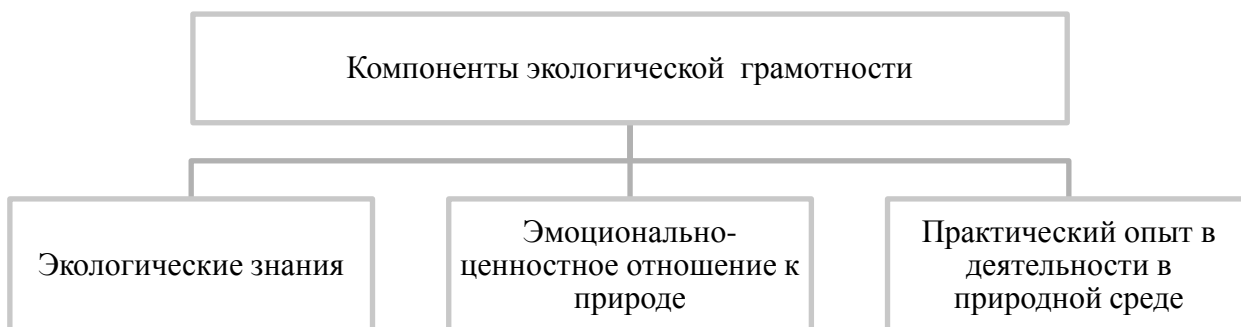 Компоненты экологической грамотности
Экологические знания
Эмоционально-
ценностное отношение к
природе
Практический опыт в
деятельности в
природной среде